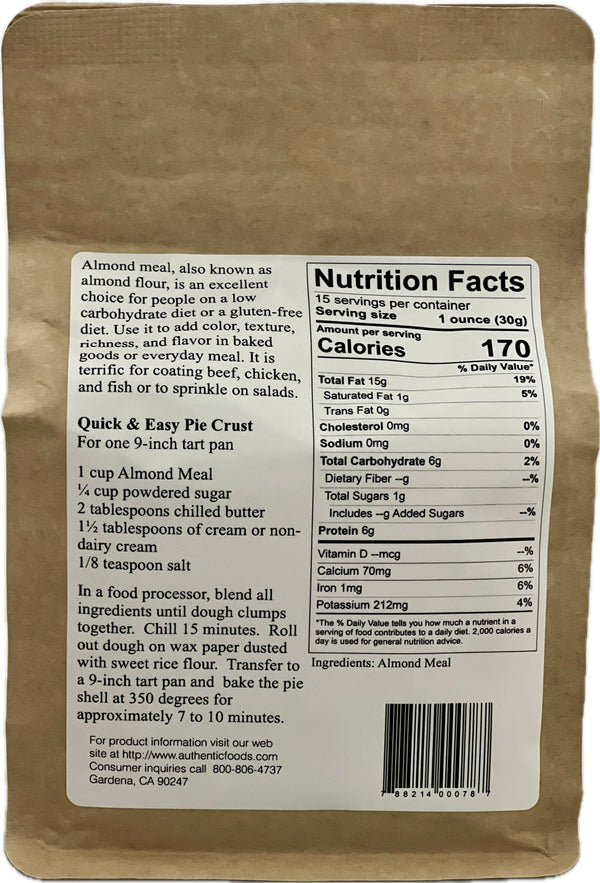 Almond meal, also known as
almond flour, is an excellent
choice for people on a low
carbohydrate diet or a gluten-free
diet. Use it to add color, texture,
richness, and flavor in baked
goods or everyday meal. It is
terrific for coating beef, chicken,
and fish or to sprinkle on salads.
Quick & Easy Pie Crust
For one 9-inch tart pan
1 cup Almond Meal
¼ cup powdered sugar
2 tablespoons chilled butter
1½ tablespoons of cream or non-
dairy cream
1/8 teaspoon salt
In a food processor, blend all
ingredients until dough clumps
together. Chill 15 minutes. Roll
out dough on wax paper dusted
with sweet rice flour. Transfer to
a 9-inch tart pan and bake the pie
shell at 350 degrees for
approximately 7 to 10 minutes.
For product information visit our web
site at http://www.authenticfoods.com
Consumer inquiries call 800-806-4737
Gardena, CA 90247
Nutrition Facts
15 servings per container
Serving size 1 ounce (30g)
Amount per serving
Calories 170
% Daily Value*
Total Fat 15g 19%
Saturated Fat 1g 5%
Trans Fat 0g
Cholesterol 0mg 0%
Sodium 0mg 0%
Total Carbohydrate 6g 2%
Dietary Fiber --g --%
Total Sugars 1g
Includes --g Added Sugars --%
Protein 6g
Vitamin D --mcg --%
Calcium 70mg 6%
Iron 1mg 6%
Potassium 212mg 4%
*The % Daily Value tells you how much a nutrient in a
serving of food contributes to a daily diet. 2,000 calories a
day is used for general nutrition advice.
Ingredients: Almond Meal
7 88214 00078 7